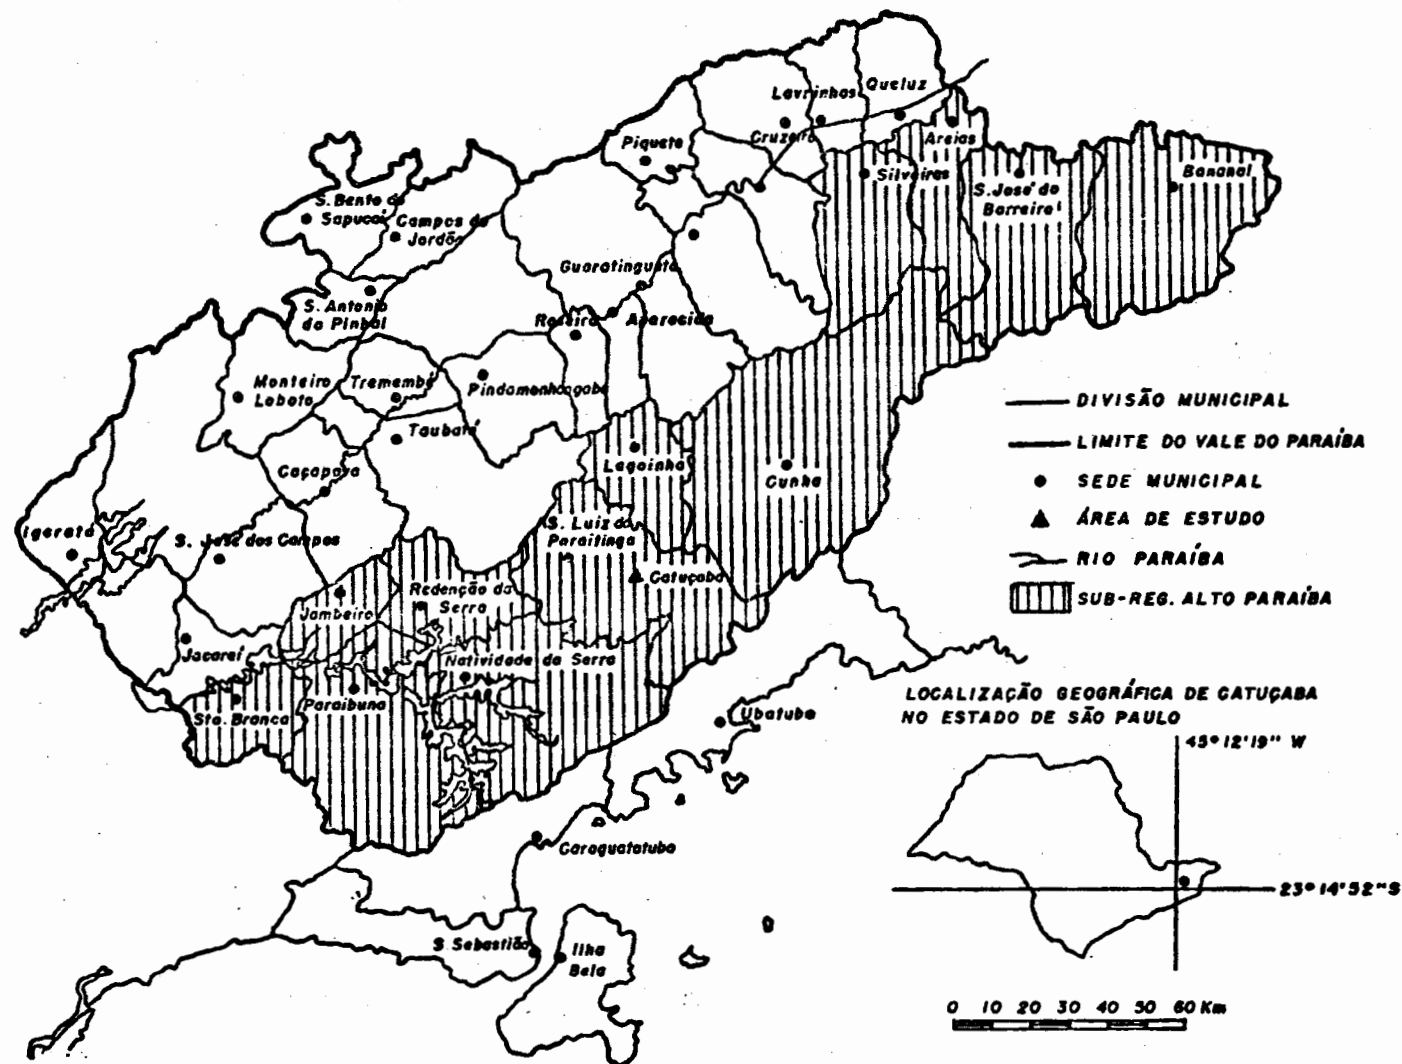 Queluz
Lavrinhas
Cruzeiro
Piquete
Areias
Silveiras
S. José do
Barreiro
Bananal
S. Bento do
Sapucaí
Campos do
Jordão
Guaratinguetá
S. Antonio
do Pinhal
Roseira
Aparecida
Monteiro
Lobato
Tremembé
Pindamonhangaba
Taubaté
Lagoinha
Cunha
Caçapava
Igaratá
S. José dos Campos
S. Luiz do
Paraitinga
Catuçaba
Redenção da
Serra
Jambeiro
Jacareí
Natividade da Serra
Paraibuna
Sta. Branca
Ubatuba
Caraguatatuba
S Sebastião
Ilha
Bela
DIVISÃO MUNICIPAL
LIMITE DO VALE DO PARAÍBA
SEDE MUNICIPAL
ÁREA DE ESTUDO
RIO PARAÍBA
SUB-REG. ALTO PARAÍBA
LOCALIZAÇÃO GEOGRÁFICA DE CATUÇABA
NO ESTADO DE SÃO PAULO
45º12'19" W
23º14'52" S
0 10 20 30 40 50 60 Km